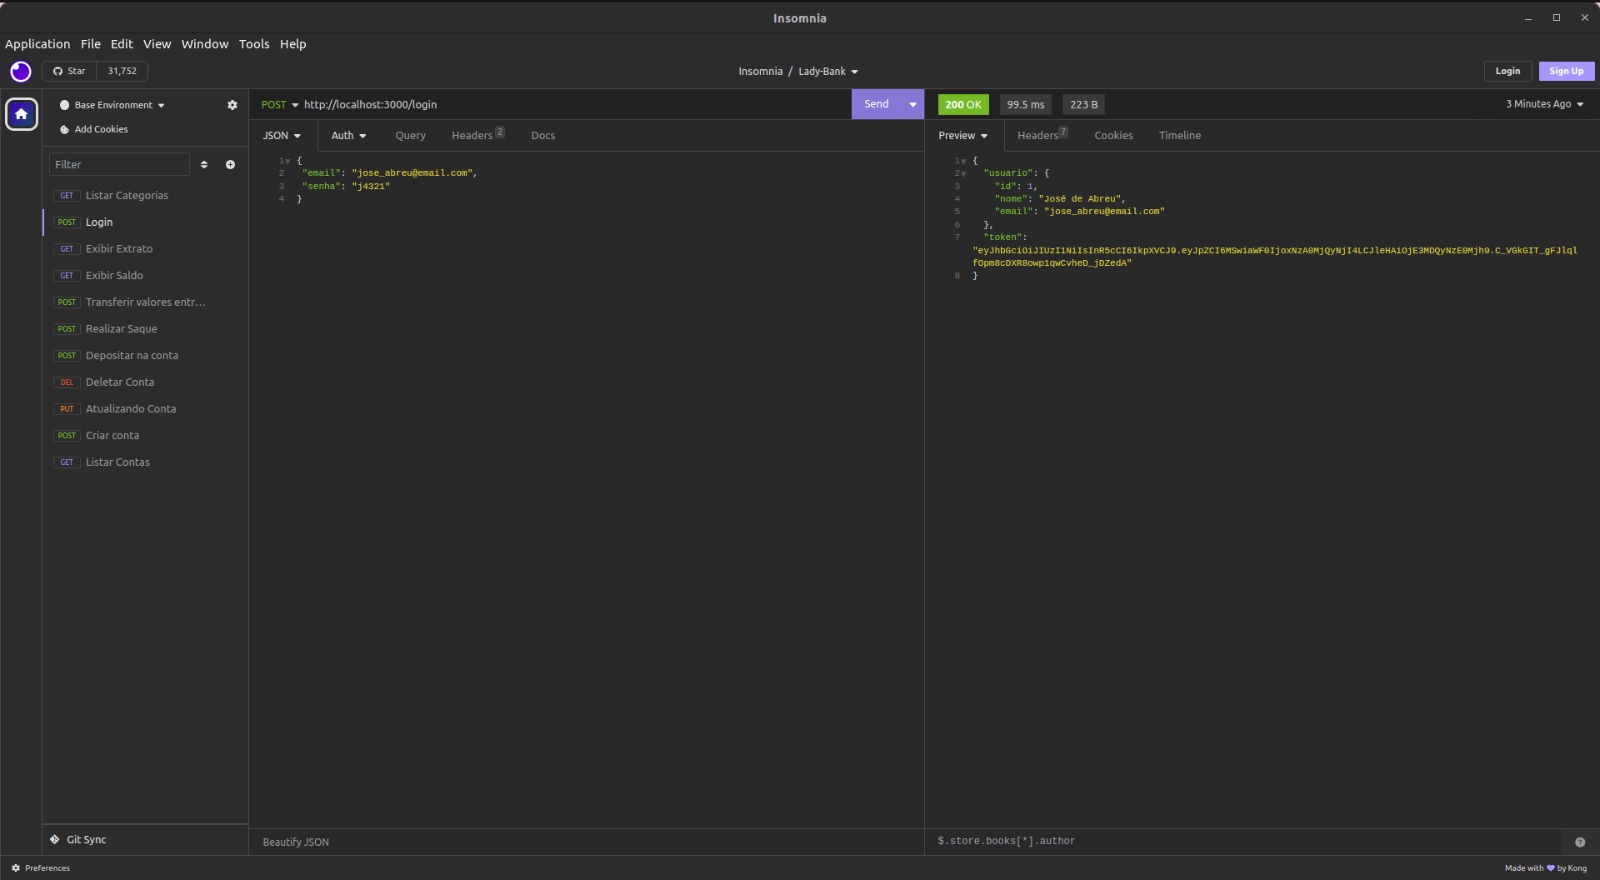 Insomnia
Application File Edit View Window Tools Help
Star 31,752
Insomnia / Lady-Bank
Login Sign Up
Base Environment
Add Cookies
Filter
GET Listar Categorias
POST Login
GET Exibir Extrato
GET Exibir Saldo
POST Transferir valores entr...
POST Realizar Saque
POST Depositar na conta
DEL Deletar Conta
PUT Atualizando Conta
POST Criar conta
GET Listar Contas
Git Sync
Preferences
POST http://localhost:3000/login Send
JSON Auth Query Headers 2 Docs
1 {
2 "email": "jose_abreu@email.com",
3 "senha": "j4321"
4 }
Beautify JSON
200 OK 99.5 ms 223 B 3 Minutes Ago
Preview Headers 7 Cookies Timeline
1 {
2 "usuario": {
3 "id": 1,
4 "nome": "José de Abreu",
5 "email": "jose_abreu@email.com"
6 },
7 "token":
"eyJhbGciOiJIUzI1NiIsInR5cCI6IkpXVCJ9.eyJpZCI6MSwiaWF0IjoxNzA0MjQyNjI4LCJleHAiOjE3MDQyNzE0Mjh9.C_VGkGIT_gFJlql
fOpm8cDXR8owp1qwCvheD_jDZedA"
8 }
$.store.books[*].author
Made with by Kong